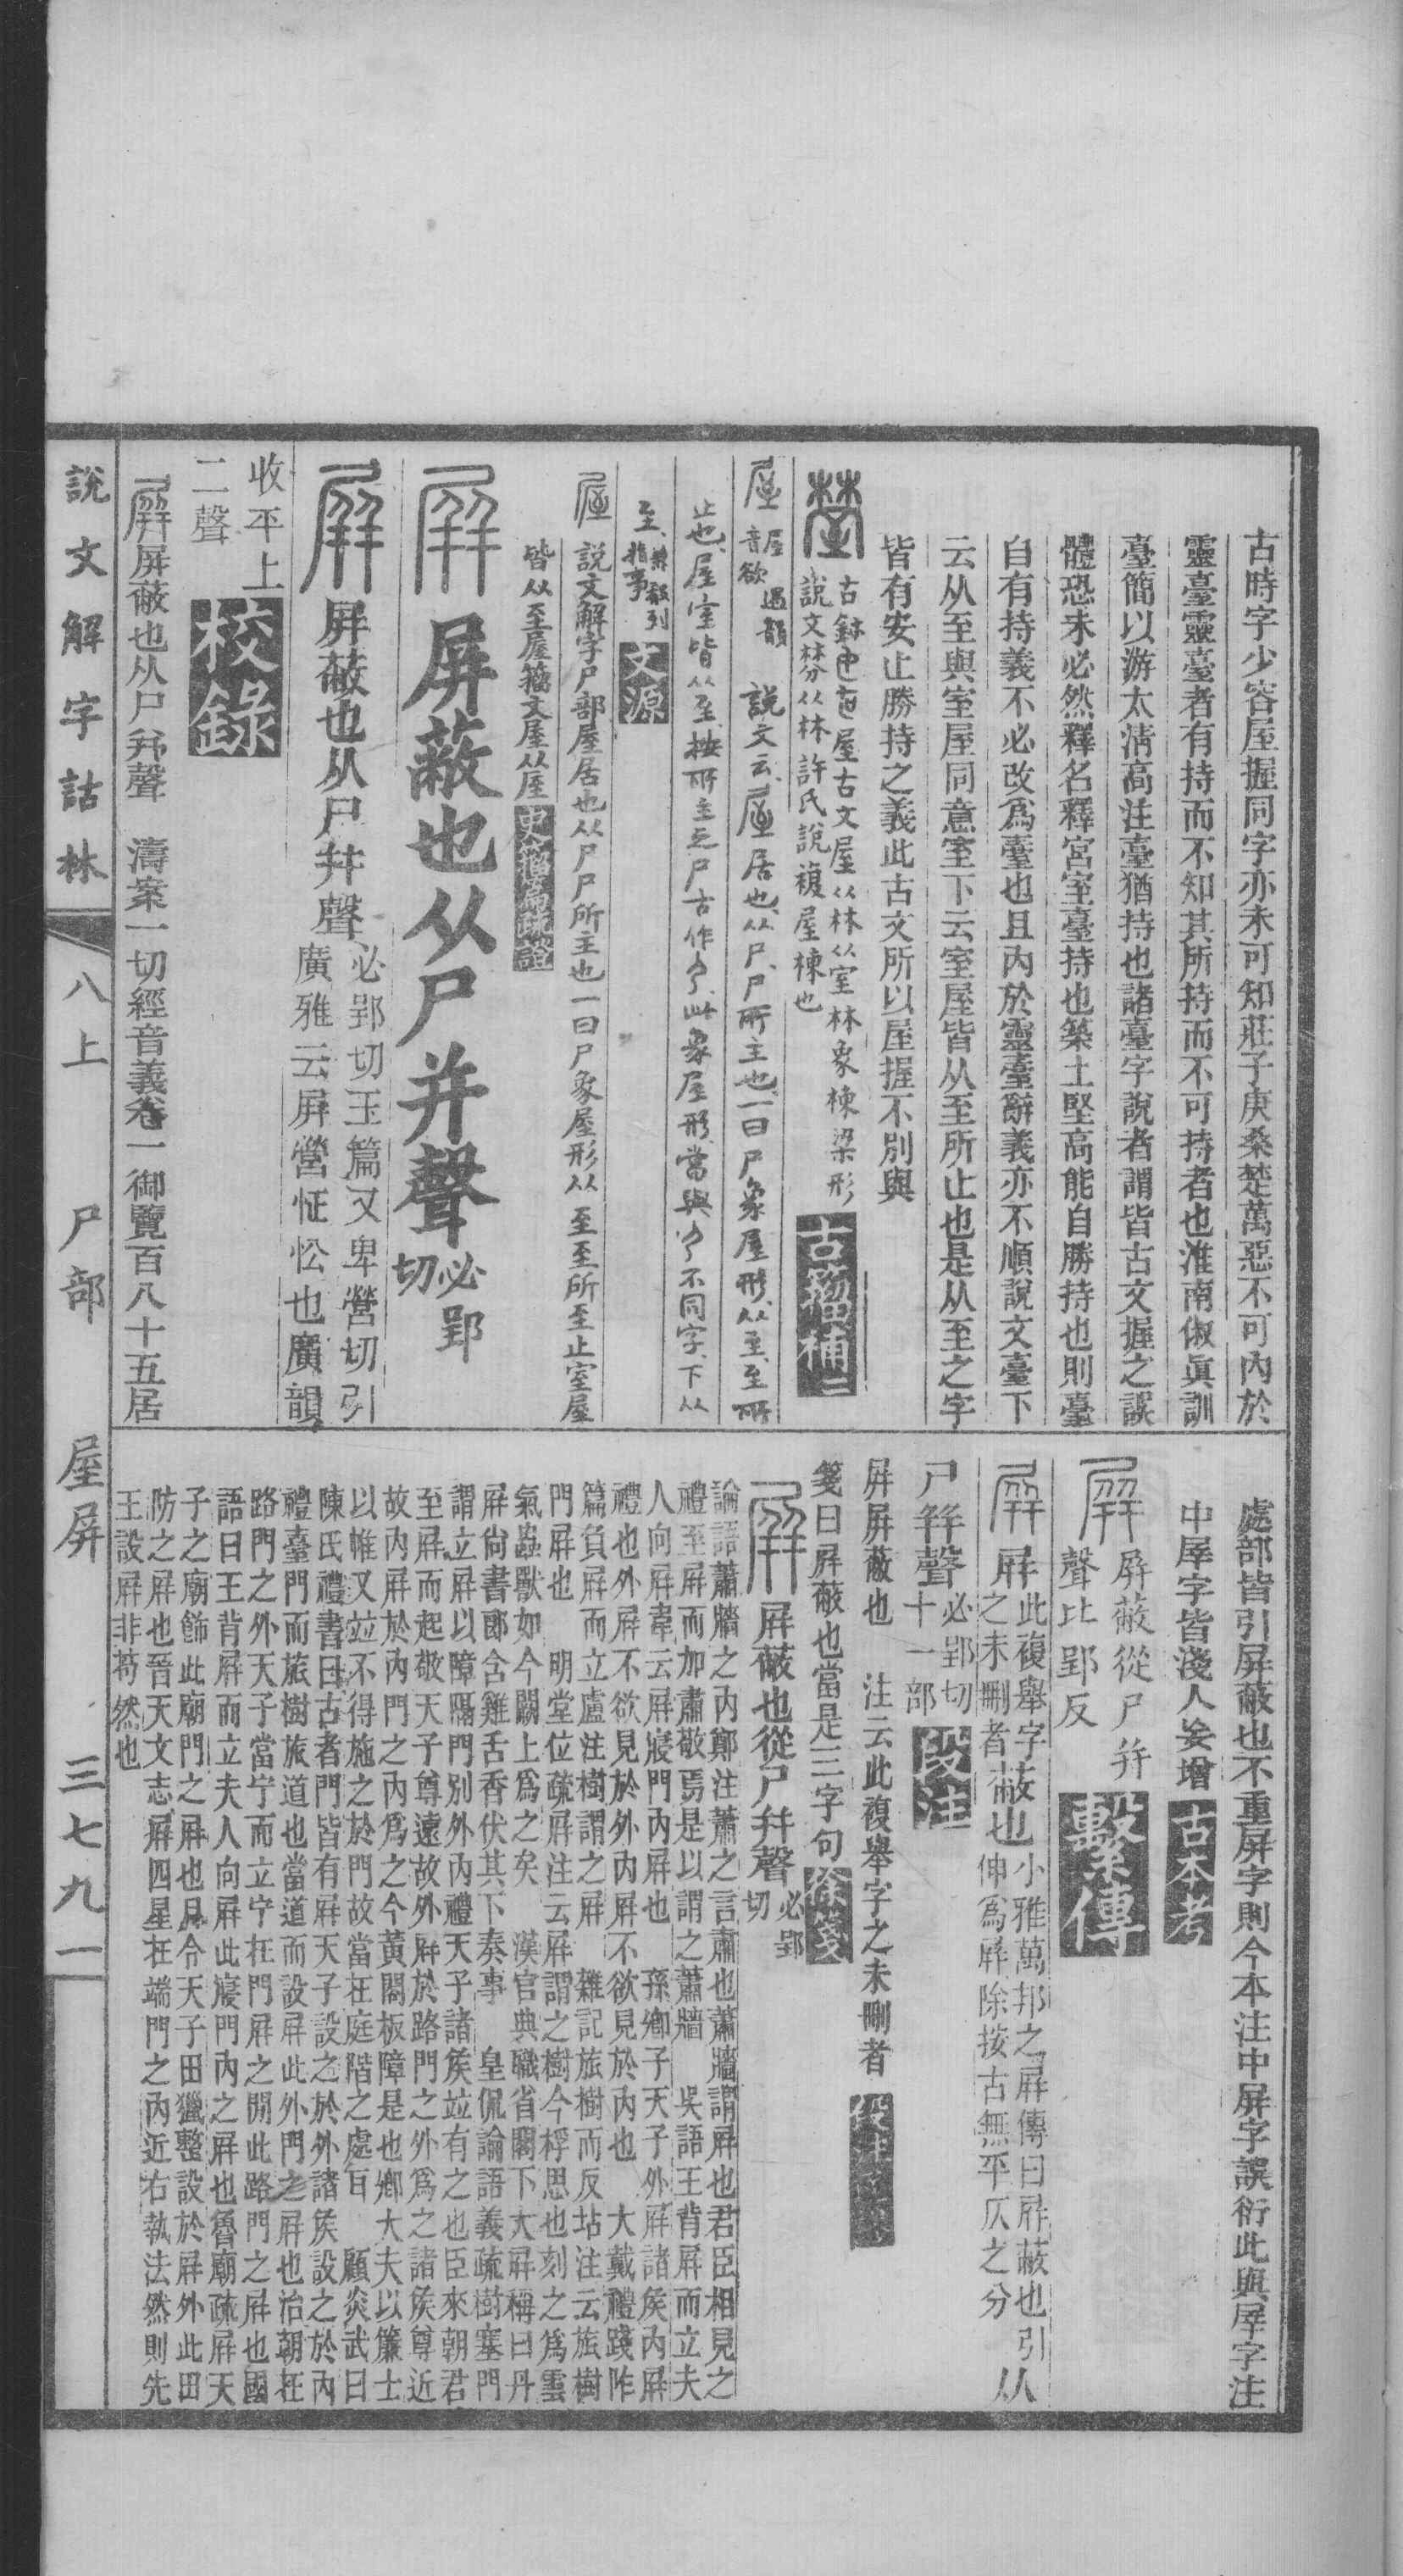 古時字少容屋握同字亦未可知莊子庚桑楚萬惡不可內於
靈臺靈臺者有持而不知其所持而不可持者也淮南俶眞訓
臺簡以游太清高注臺猶持也諸臺字說者謂皆古文握之誤
體恐未必然釋名釋宮室臺持也築土堅高能自勝持也則臺
自有持義不必改爲臺也且內於靈臺辭義亦不順說文臺下
云从至與室屋同意室下云室屋皆从至所止也是从至之字
皆有安止勝持之義此古文所以屋握不別與
古鉢 屋古文屋从林从室林象棟梁形
說文棼从林許氏說複屋棟也
古籀補
屋音欲遇韻
說文云屋居也从尸尸所主也一曰尸象屋形从至至所
止也屋室皆从至按所主之尸古作 此象屋形當與 不同字下从
至
指事
文源
說文解字尸部屋居也从尸尸所主也一曰尸象屋形从至至所至止室屋
皆从至屋籀文屋从
史籀篇疏證
屏蔽也从尸幷聲
必郢
切
屏蔽也从尸幷聲
必郢切玉篇又卑營切引
廣雅云屏營怔忪也廣韻
收平上
二聲
校錄
屏蔽也从尸幷聲 濤案一切經音義卷一御覽百八十五居
處部皆引屏蔽也不重屏字則今本注中屏字誤衍此與屖字注
中屖字皆淺人妄增
古本考
屏蔽從尸幷
聲比郢反
繫傳
屏
此複舉字
之未刪者
蔽也
小雅萬邦之屏傳曰屏蔽也引
伸爲屏除按古無平仄之分
从
尸幷聲
必郢切
十一部
段注
屏屏蔽也 注云此複舉字之未刪者
箋曰屏蔽也當是三字句
徐箋
屏蔽也從尸幷聲
必郢
切
論語蕭牆之內鄭注蕭之言肅也蕭牆謂屏也君臣相見之
禮至屏而加肅敬焉是以謂之蕭牆 吳語王背屏而立夫
人向屏韋云屏寢門內屏也 孫卿子天子外屏諸矦內屏
禮也外屏不欲見於外內屏不欲見於內也 大戴禮踐阼
篇負屏而立盧注樹謂之屏 雜記旅樹而反坫注云旅樹
門屏也 明堂位疏屏注云屏謂之樹今桴思也刻之爲雲
氣蟲獸如今闕上爲之矣 漢官典職省閣下大屏稱曰丹
屏尙書郎含雞舌香伏其下奏事 皇侃論語義疏樹塞門
謂立屏以障隔門別外內禮天子諸矦竝有之也臣來朝君
至屏而起敬天子尊遠故外屏於路門之外爲之諸矦尊近
故內屏於內門之內爲之今黃閣板障是也卿大夫以簾士
以帷又竝不得施之於門故當在庭階之處耳 顧炎武曰
陳氏禮書曰古者門皆有屏天子設之於外諸矦設之於內
禮臺門而旅樹旅道也當道而設屏此外門之屏也治朝在
路門之外天子當宁而立宁在門屏之閒此路門之屏也國
語曰王背屏而立夫人向屏此寢門內之屏也魯廟疏屏天
子之廟飾此廟門之屏也月令天子田獵整設於屏外此田
防之屏也晉天文志屏四星在端門之內近右執法然則先
王設屏非苟然也
說文解字詁林
八上
尸部
屋屏
三七九一